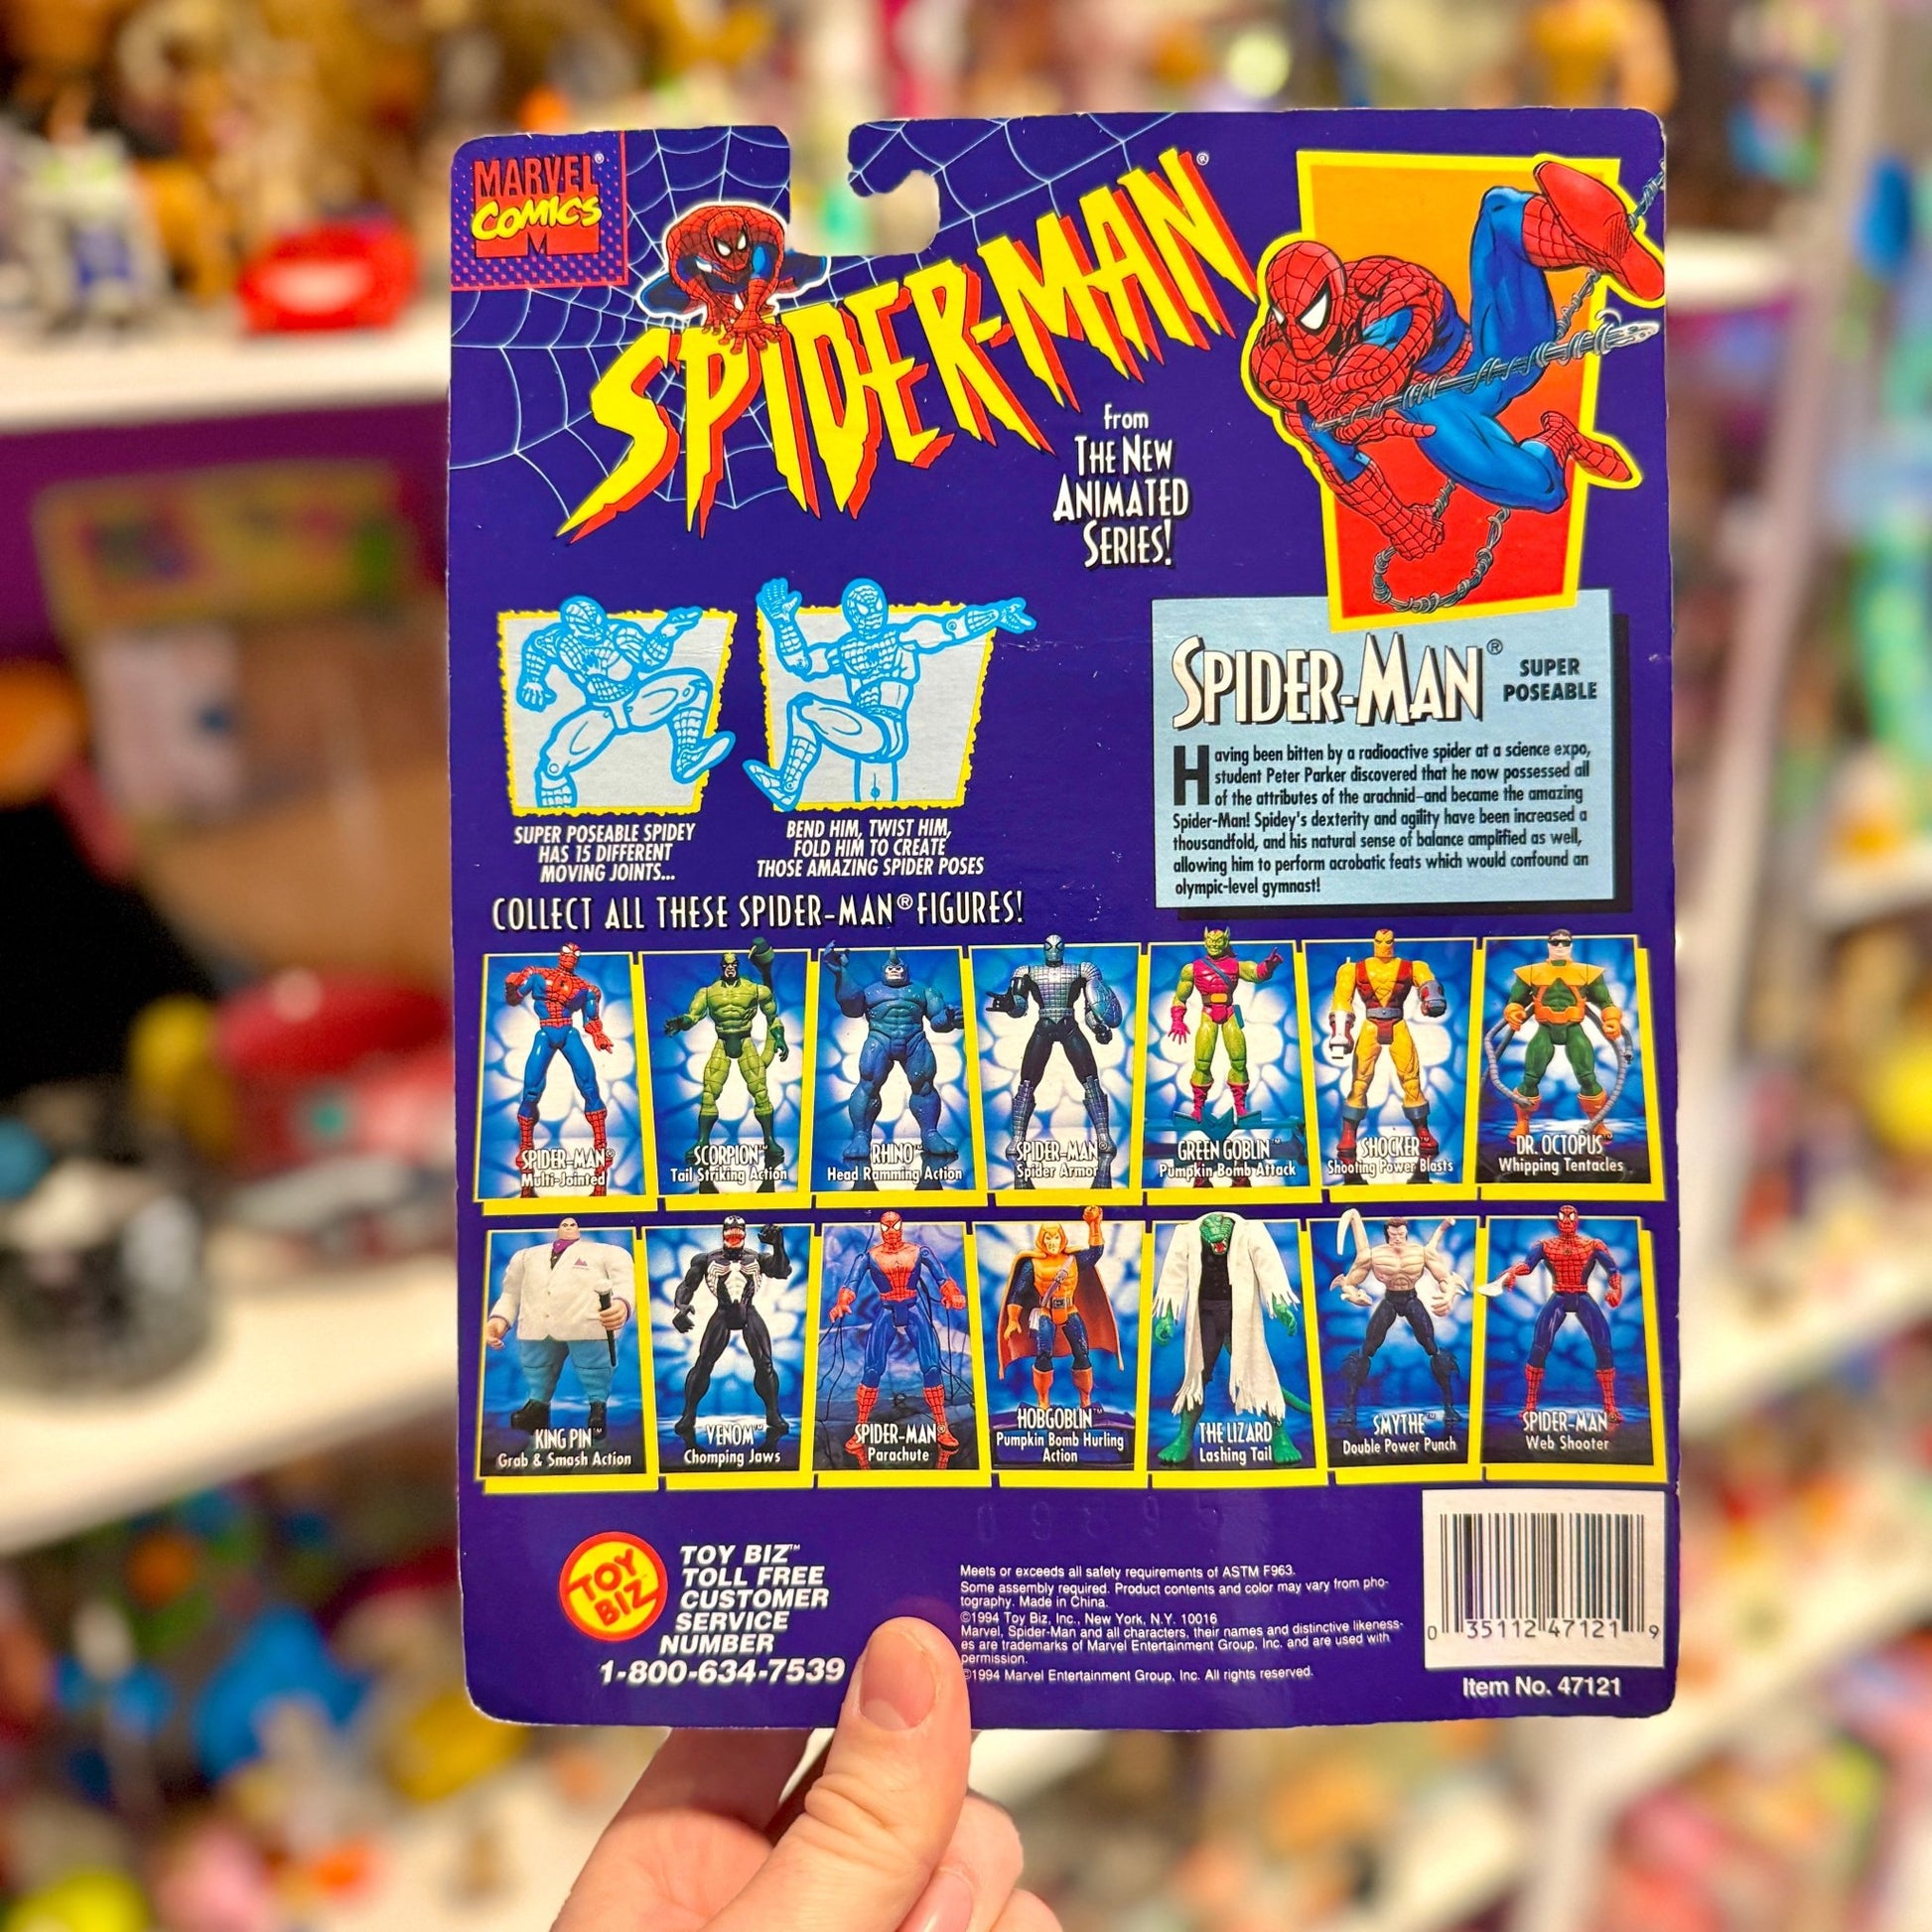 MARVEL®
COMICS
M
SPIDER-MAN®
from
THE NEW
ANIMATED
SERIES!
SUPER POSEABLE SPIDEY
HAS 15 DIFFERENT
MOVING JOINTS...
BEND HIM, TWIST HIM,
FOLD HIM TO CREATE
THOSE AMAZING SPIDER POSES
SPIDER-MAN®
SUPER
POSEABLE
Having been bitten by a radioactive spider at a science expo,
student Peter Parker discovered that he now possessed all
of the attributes of the arachnid–and became the amazing
Spider-Man! Spidey's dexterity and agility have been increased a
thousandfold, and his natural sense of balance amplified as well,
allowing him to perform acrobatic feats which would confound an
olympic-level gymnast!
COLLECT ALL THESE SPIDER-MAN® FIGURES!
SPIDER-MAN®
Multi-Jointed
SCORPION™
Tail Striking Action
RHINO™
Head Ramming Action
SPIDER-MAN®
Spider Armor
GREEN GOBLIN™
Pumpkin Bomb Attack
SHOCKER™
Shooting Power Blasts
DR. OCTOPUS™
Whipping Tentacles
KING PIN™
Grab & Smash Action
VENOM™
Chomping Jaws
SPIDER-MAN®
Parachute
HOBGOBLIN™
Pumpkin Bomb Hurling
Action
THE LIZARD
Lashing Tail
SMYTHE™
Double Power Punch
SPIDER-MAN®
Web Shooter
TOY
BIZ
TOY BIZ™
TOLL FREE
CUSTOMER
SERVICE
NUMBER
1-800-634-7539
Meets or exceeds all safety requirements of ASTM F963.
Some assembly required. Product contents and color may vary from pho-
tography. Made in China.
©1994 Toy Biz, Inc., New York, N.Y. 10016
Marvel, Spider-Man and all characters, their names and distinctive likeness-
es are trademarks of Marvel Entertainment Group, Inc. and are used with
permission.
©1994 Marvel Entertainment Group, Inc. All rights reserved.
0 35112 47121 9
Item No. 47121